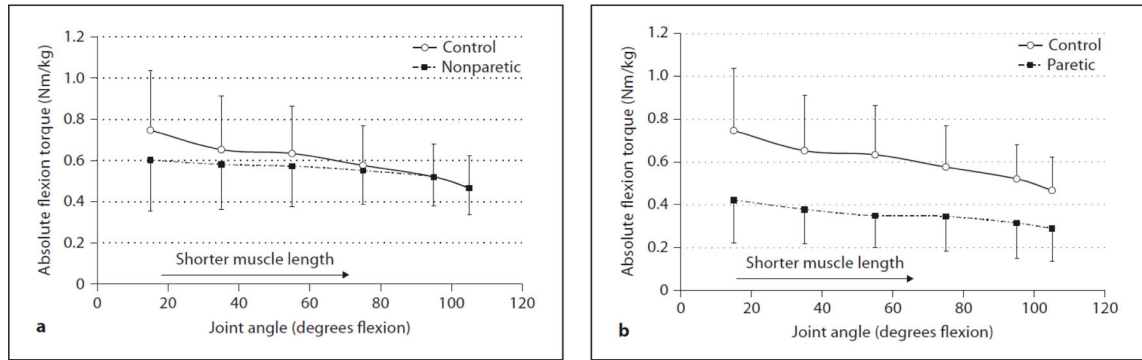 1.2
1.0
0.8
0.6
0.4
0.2
0
Absolute flexion torque (Nm/kg)
Control
Nonparetic
Shorter muscle length
0 20 40 60 80 100 120
Joint angle (degrees flexion)
a
1.2
1.0
0.8
0.6
0.4
0.2
0
Absolute flexion torque (Nm/kg)
Control
Paretic
Shorter muscle length
0 20 40 60 80 100 120
Joint angle (degrees flexion)
b